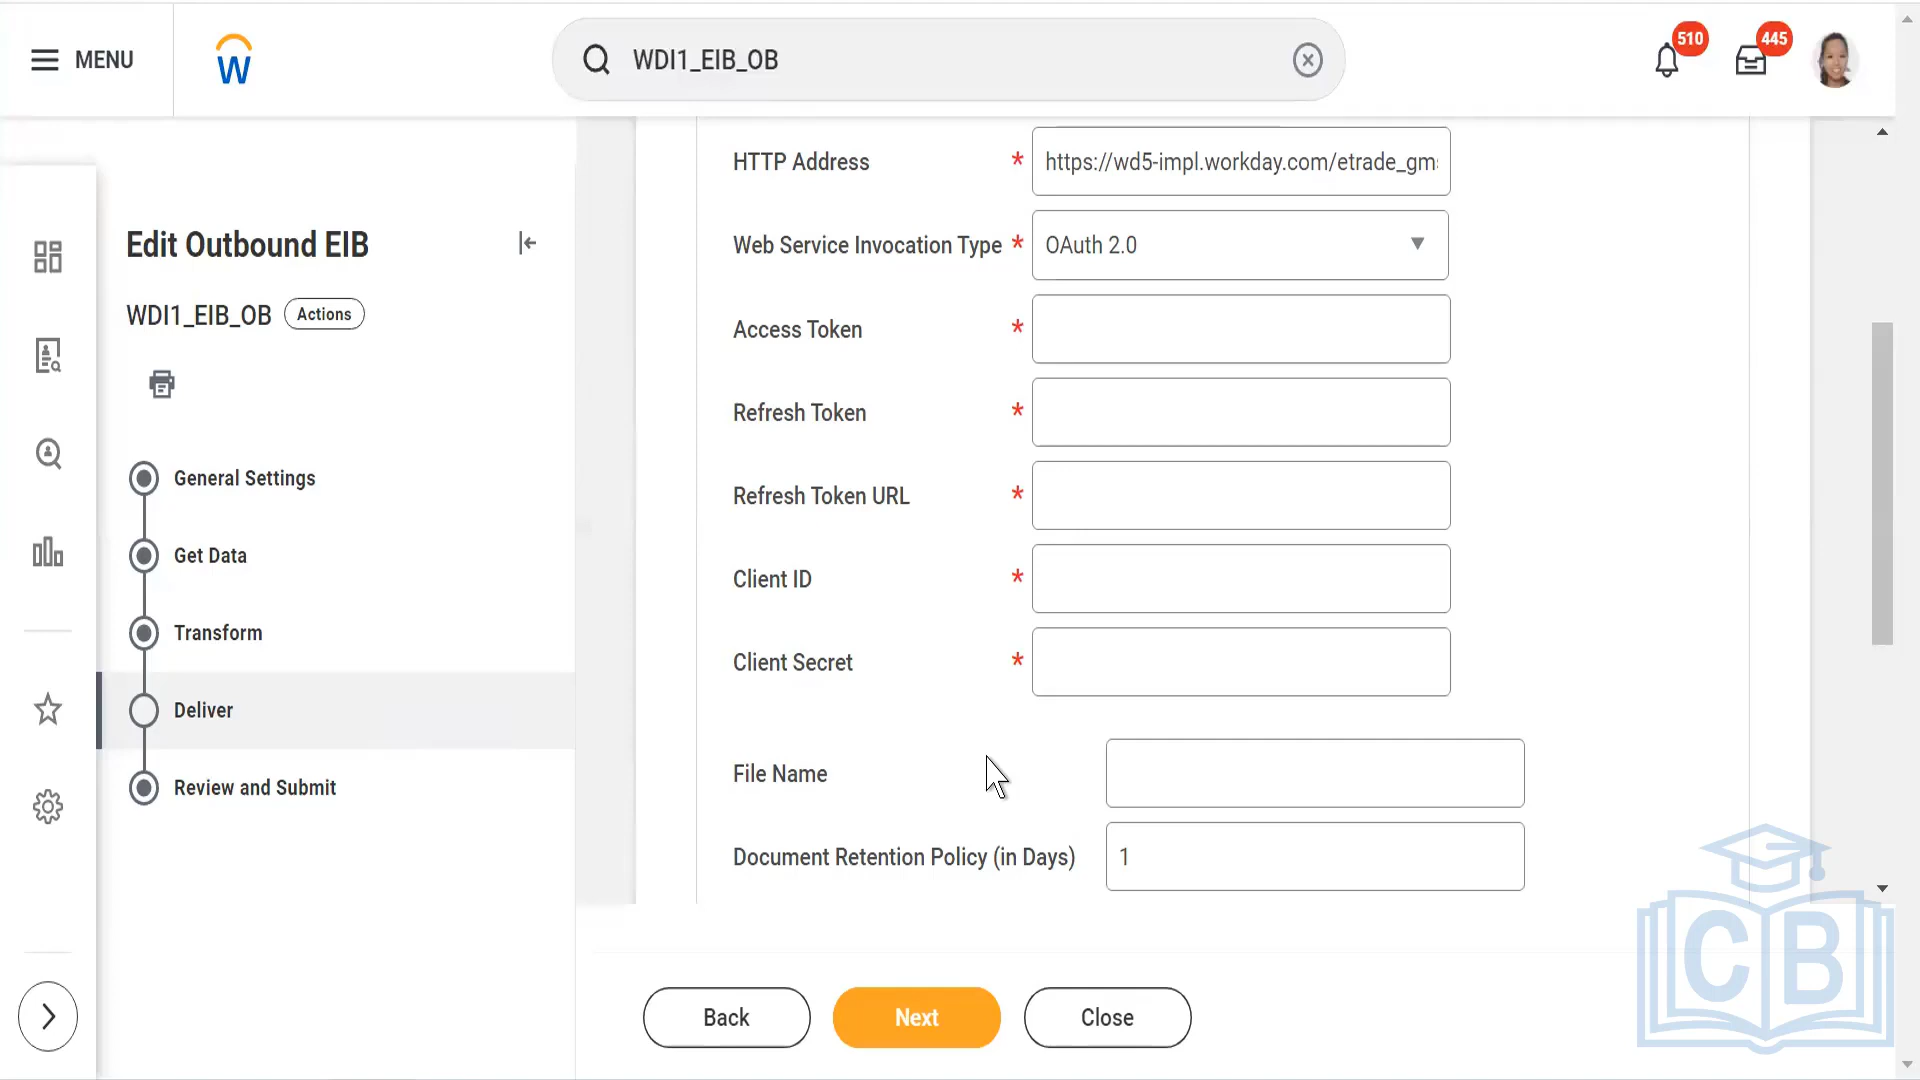 MENU
W
WDI1_EIB_OB
510
445
Edit Outbound EIB
WDI1_EIB_OB
Actions
General Settings
Get Data
Transform
Deliver
Review and Submit
HTTP Address *
https://wd5-impl.workday.com/etrade_gm
Web Service Invocation Type *
OAuth 2.0
Access Token *
Refresh Token *
Refresh Token URL *
Client ID *
Client Secret *
File Name
Document Retention Policy (in Days)
1
Back
Next
Close
CB